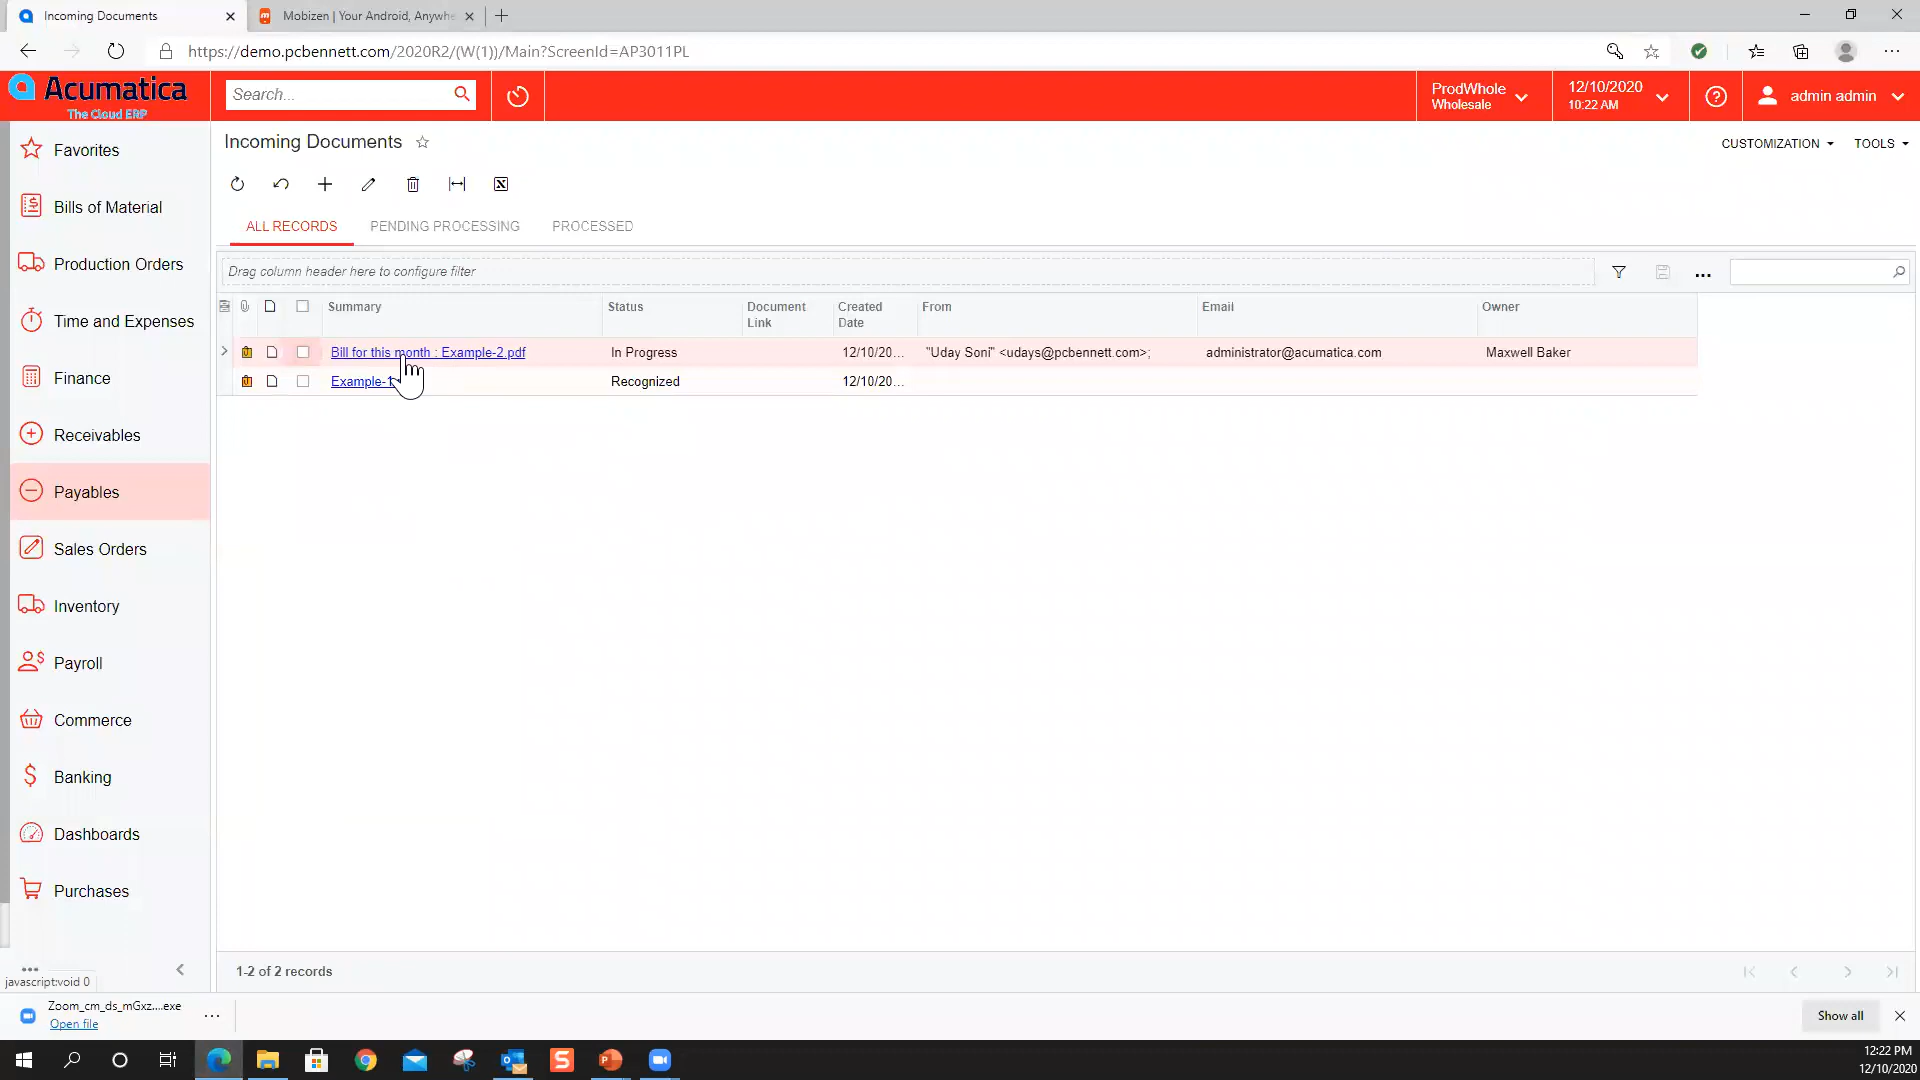 Incoming Documents
Mobizen | Your Android, Anywhe
https://demo.pcbennett.com/2020R2/(W(1))/Main?ScreenId=AP3011PL
Acumatica
The Cloud ERP
Search...
ProdWhole
Wholesale
12/10/2020
10:22 AM
admin admin
Favorites
Bills of Material
Production Orders
Time and Expenses
Finance
Receivables
Payables
Sales Orders
Inventory
Payroll
Commerce
Banking
Dashboards
Purchases
Incoming Documents
CUSTOMIZATION
TOOLS
ALL RECORDS
PENDING PROCESSING
PROCESSED
Drag column header here to configure filter
...
Summary
Status
Document Link
Created Date
From
Email
Owner
Bill for this month : Example-2.pdf
In Progress
12/10/20...
"Uday Soni" <udays@pcbennett.com>;
administrator@acumatica.com
Maxwell Baker
Example-1
Recognized
12/10/20...
1-2 of 2 records
javascript:void 0
Zoom_cm_ds_mGxz....exe
Open file
Show all
12:22 PM
12/10/2020